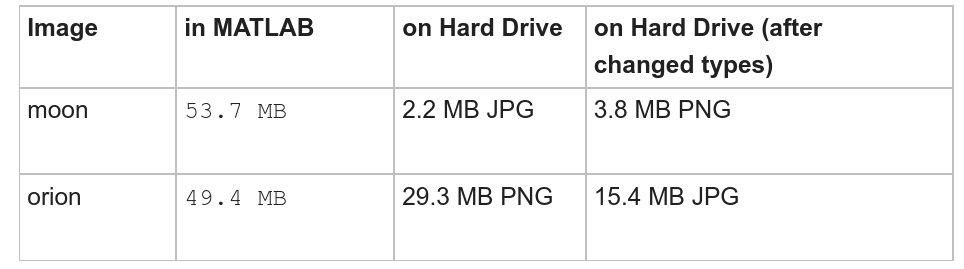 Image in MATLAB on Hard Drive on Hard Drive (after
changed types)
moon 53.7 MB 2.2 MB JPG 3.8 MB PNG
orion 49.4 MB 29.3 MB PNG 15.4 MB JPG